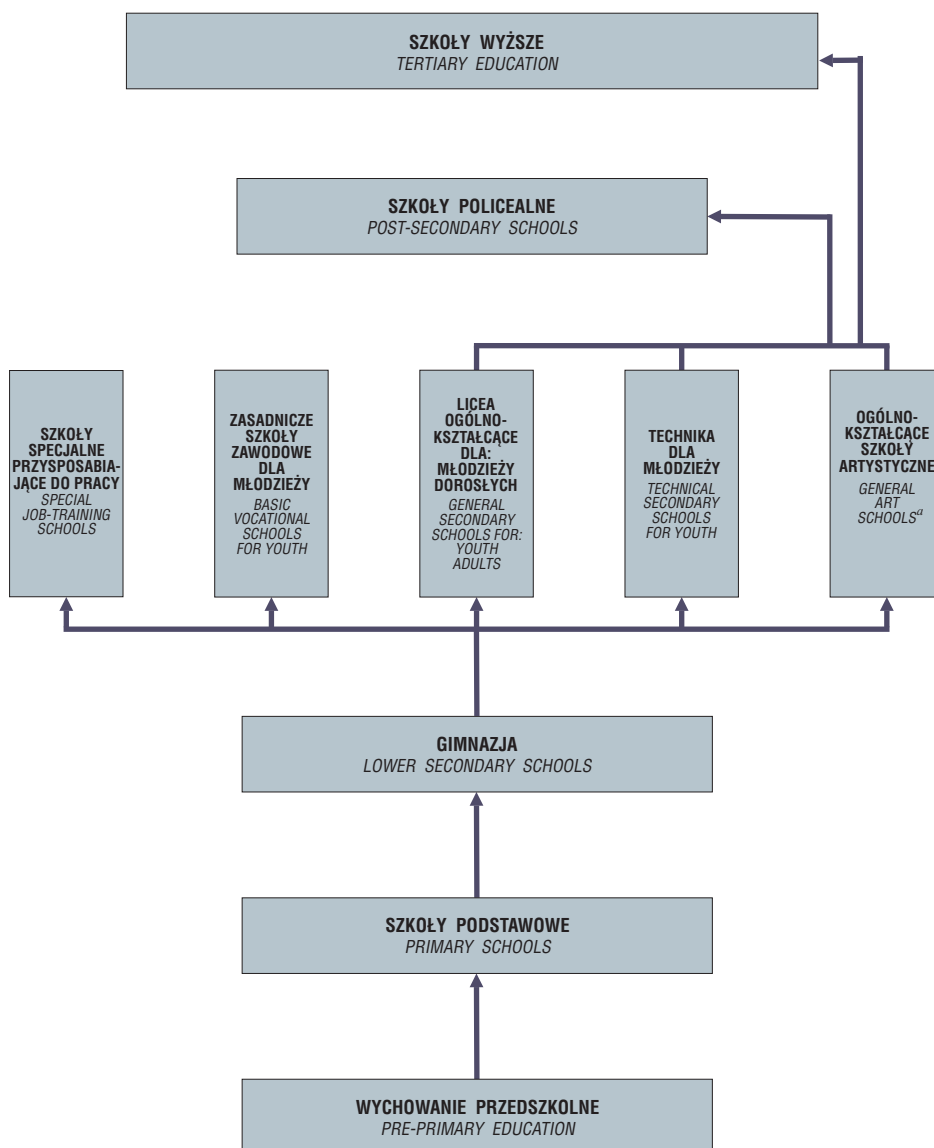 SZKOŁY WYŻSZE
TERTIARY EDUCATION
SZKOŁY POLICEALNE
POST-SECONDARY SCHOOLS
SZKOŁY
SPECJALNE
PRZYSPOSABIA-
JĄCE DO PRACY
SPECIAL
JOB-TRAINING
SCHOOLS
ZASADNICZE
SZKOŁY
ZAWODOWE
DLA
MŁODZIEŻY
BASIC
VOCATIONAL
SCHOOLS
FOR YOUTH
LICEA
OGÓLNO-
KSZTAŁCĄCE
DLA:
MŁODZIEŻY
DOROSŁYCH
GENERAL
SECONDARY
SCHOOLS FOR:
YOUTH
ADULTS
TECHNIKA
DLA
MŁODZIEŻY
TECHNICAL
SECONDARY
SCHOOLS
FOR YOUTH
OGÓLNO-
KSZTAŁCĄCE
SZKOŁY
ARTYSTYCZNE
GENERAL
ART
SCHOOLSa
GIMNAZJA
LOWER SECONDARY SCHOOLS
SZKOŁY PODSTAWOWE
PRIMARY SCHOOLS
WYCHOWANIE PRZEDSZKOLNE
PRE-PRIMARY EDUCATION